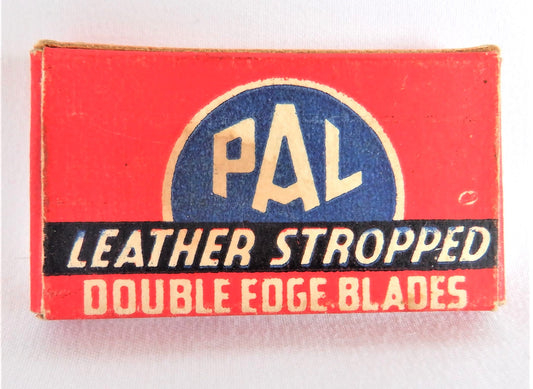 PAL
LEATHER STROPPED
DOUBLE EDGE BLADES